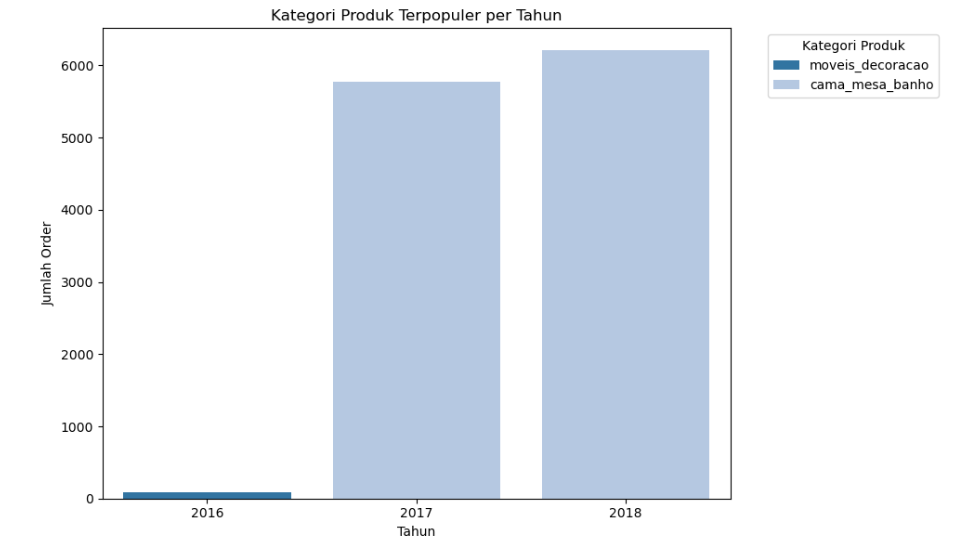 Kategori Produk Terpopuler per Tahun
Kategori Produk
moveis_decoracao
cama_mesa_banho
Jumlah Order
6000
5000
4000
3000
2000
1000
0
2016
2017
2018
Tahun